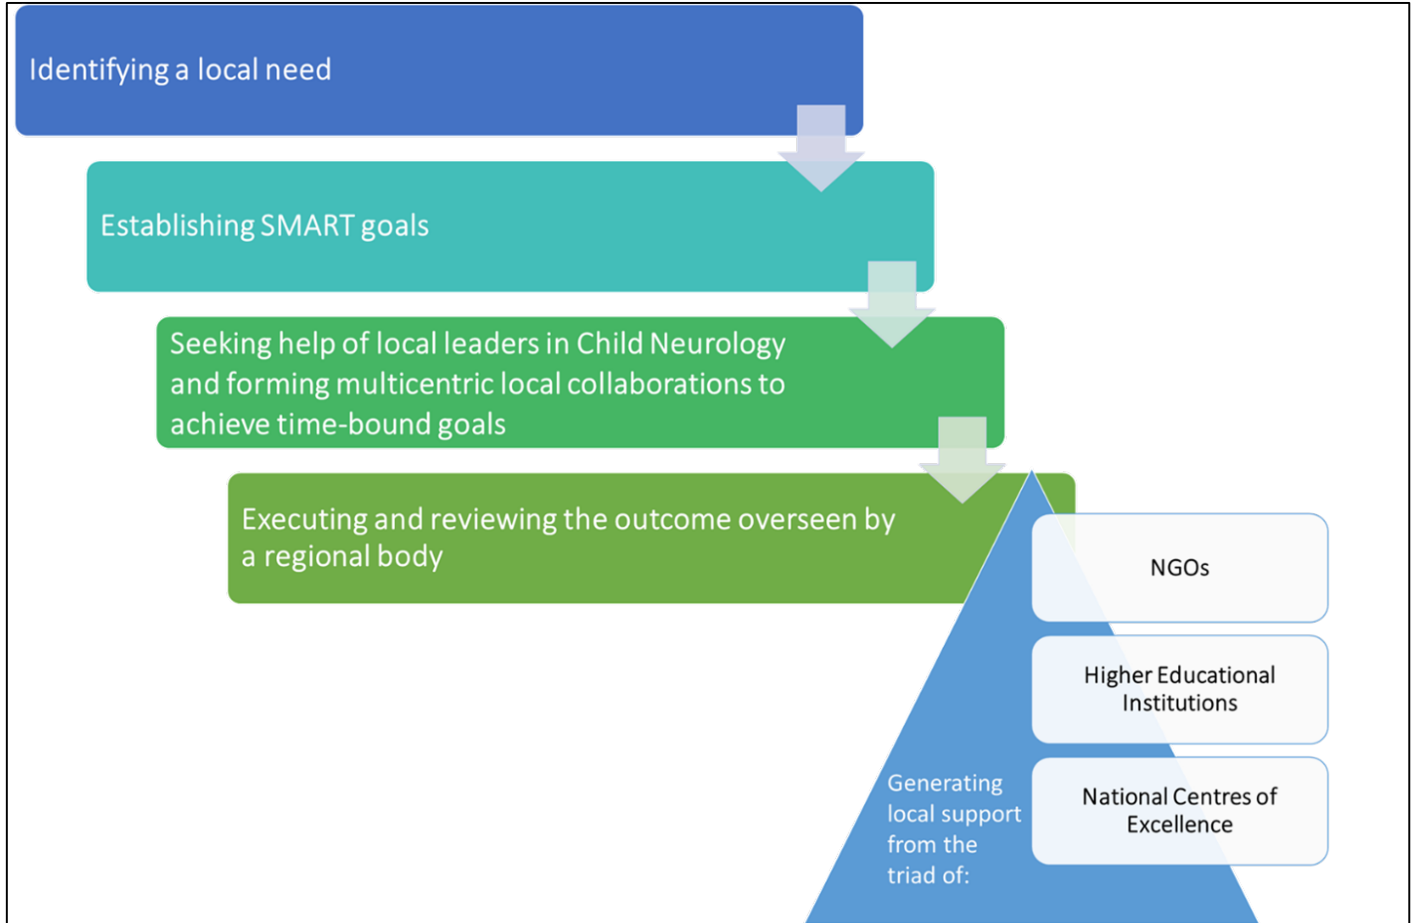 Identifying a local need
Establishing SMART goals
Seeking help of local leaders in Child Neurology
and forming multicentric local collaborations to
achieve time-bound goals
Executing and reviewing the outcome overseen by
a regional body
NGOs
Higher Educational
Institutions
National Centres of
Excellence
Generating
local support
from the
triad of: